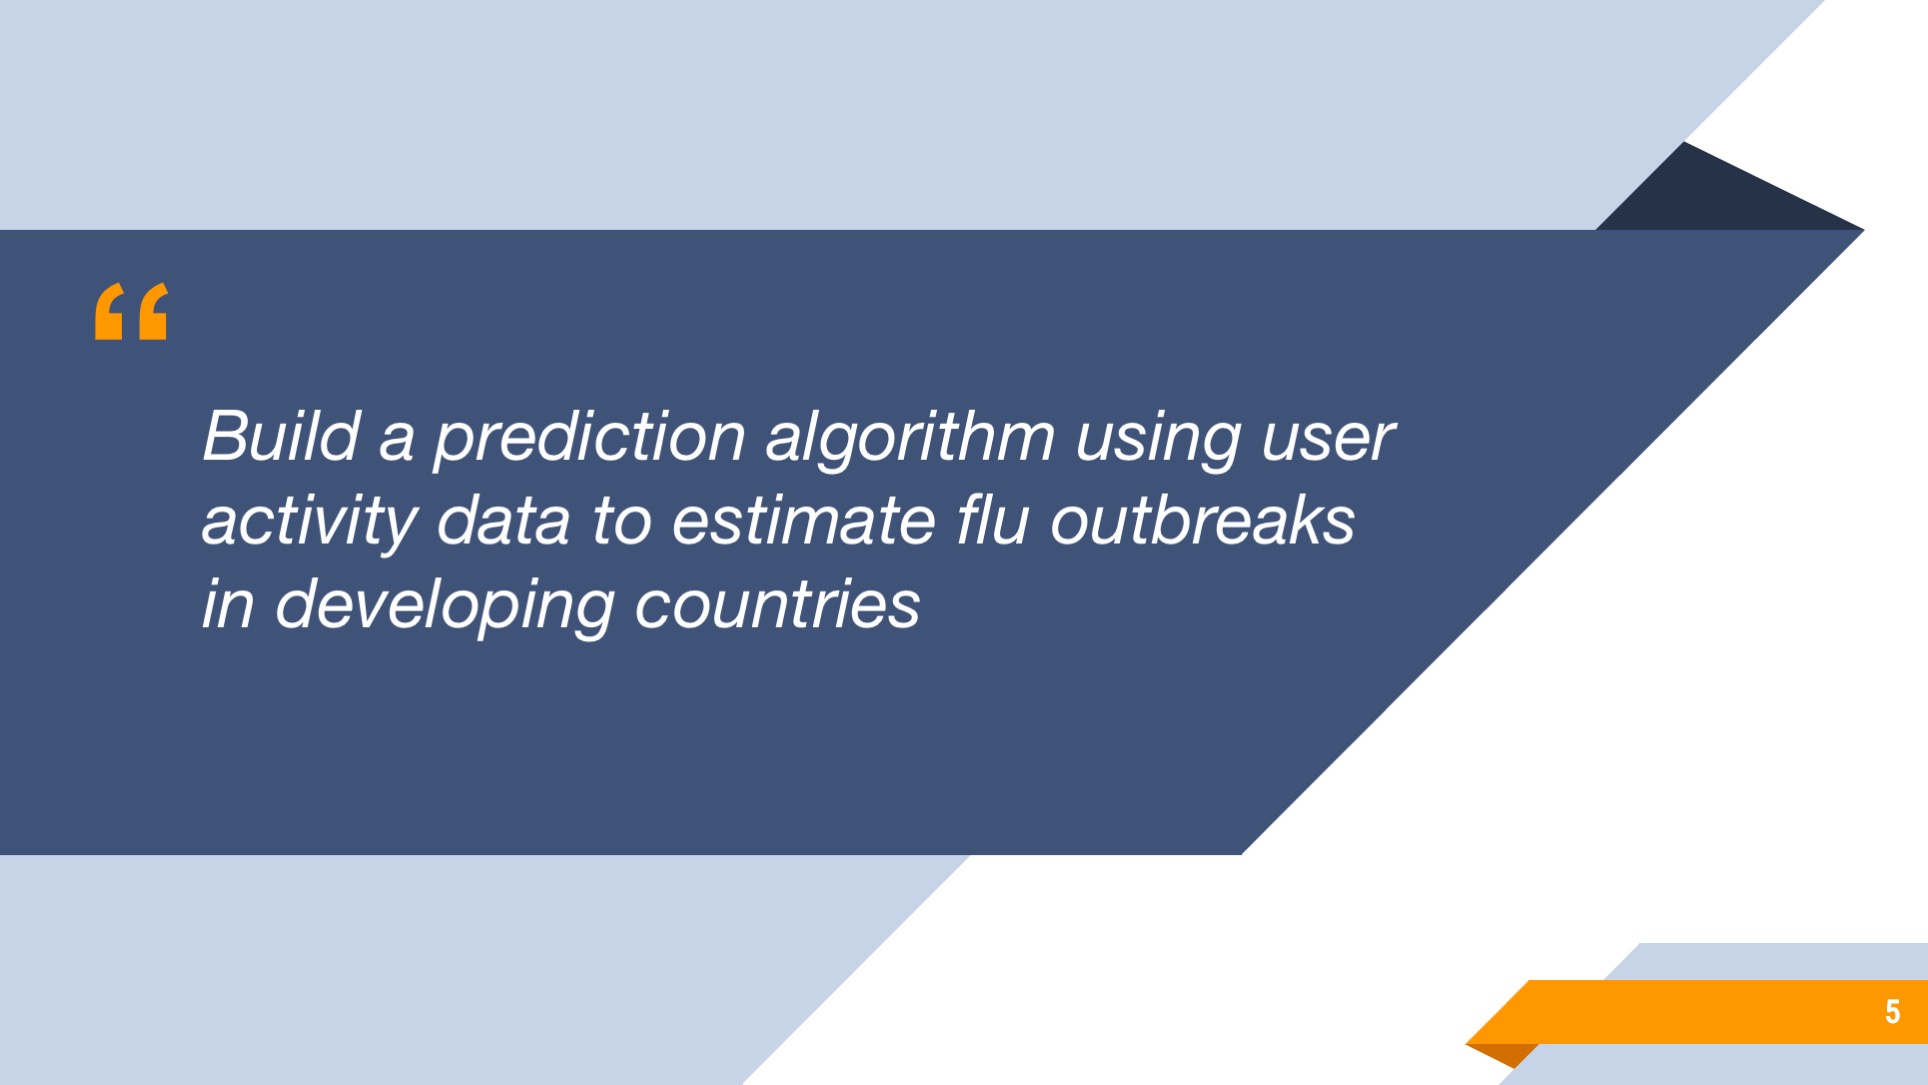 “
Build a prediction algorithm using user
activity data to estimate flu outbreaks
in developing countries
5